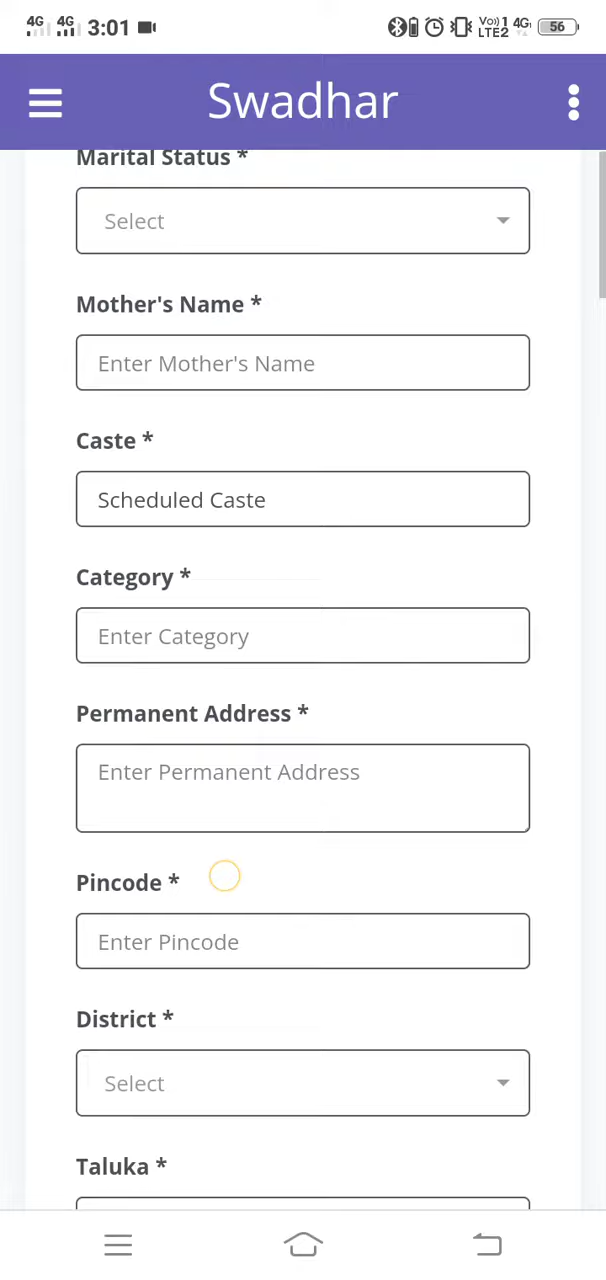 4G 4G 3:01 Vo)) 1 LTE2 4G 56
Swadhar
Marital Status *
Select
Mother's Name *
Enter Mother's Name
Caste *
Scheduled Caste
Category *
Enter Category
Permanent Address *
Enter Permanent Address
Pincode *
Enter Pincode
District *
Select
Taluka *